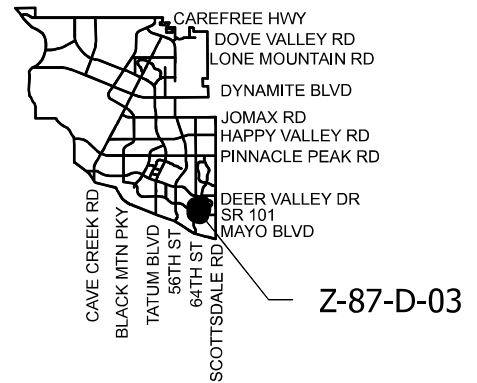 CAREFREE HWY
DOVE VALLEY RD
LONE MOUNTAIN RD
DYNAMITE BLVD
JOMAX RD
HAPPY VALLEY RD
PINNACLE PEAK RD
DEER VALLEY DR
SR 101
MAYO BLVD
CAVE CREEK RD
BLACK MTN PKY
TATUM BLVD
56TH ST
64TH ST
SCOTTSDALE RD
Z-87-D-03